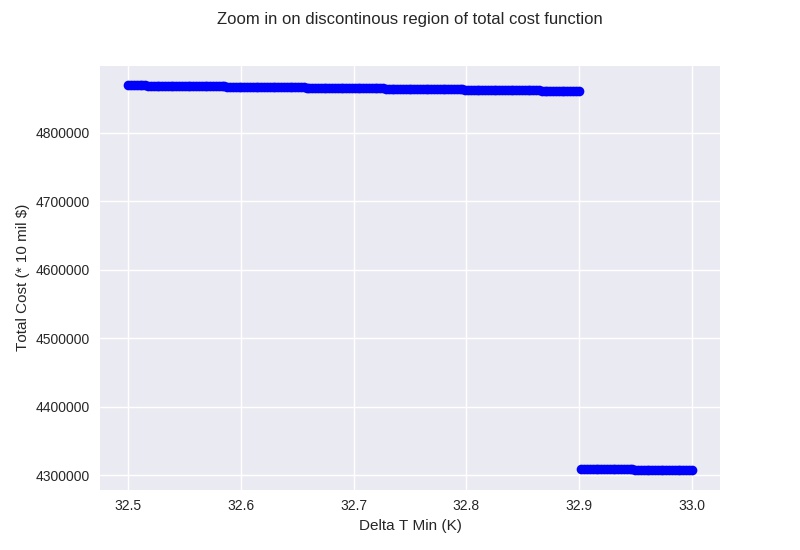 Zoom in on discontinous region of total cost function
4800000
4700000
4600000
4500000
4400000
4300000
Total Cost (* 10 mil $)
32.5 32.6 32.7 32.8 32.9 33.0
Delta T Min (K)